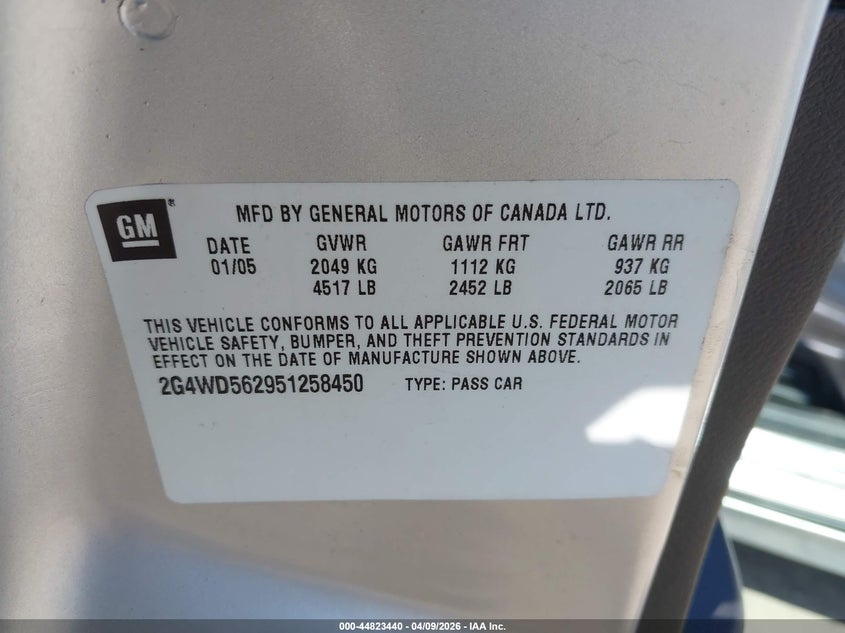 GM®
MFD BY GENERAL MOTORS OF CANADA LTD.
DATE GVWR GAWR FRT GAWR RR
01/05 2049 KG 1112 KG 937 KG
4517 LB 2452 LB 2065 LB
THIS VEHICLE CONFORMS TO ALL APPLICABLE U.S. FEDERAL MOTOR
VEHICLE SAFETY, BUMPER, AND THEFT PREVENTION STANDARDS IN
EFFECT ON THE DATE OF MANUFACTURE SHOWN ABOVE.
2G4WD562951258450 TYPE: PASS CAR
000-44823440 - 04/09/2026 - IAA Inc.